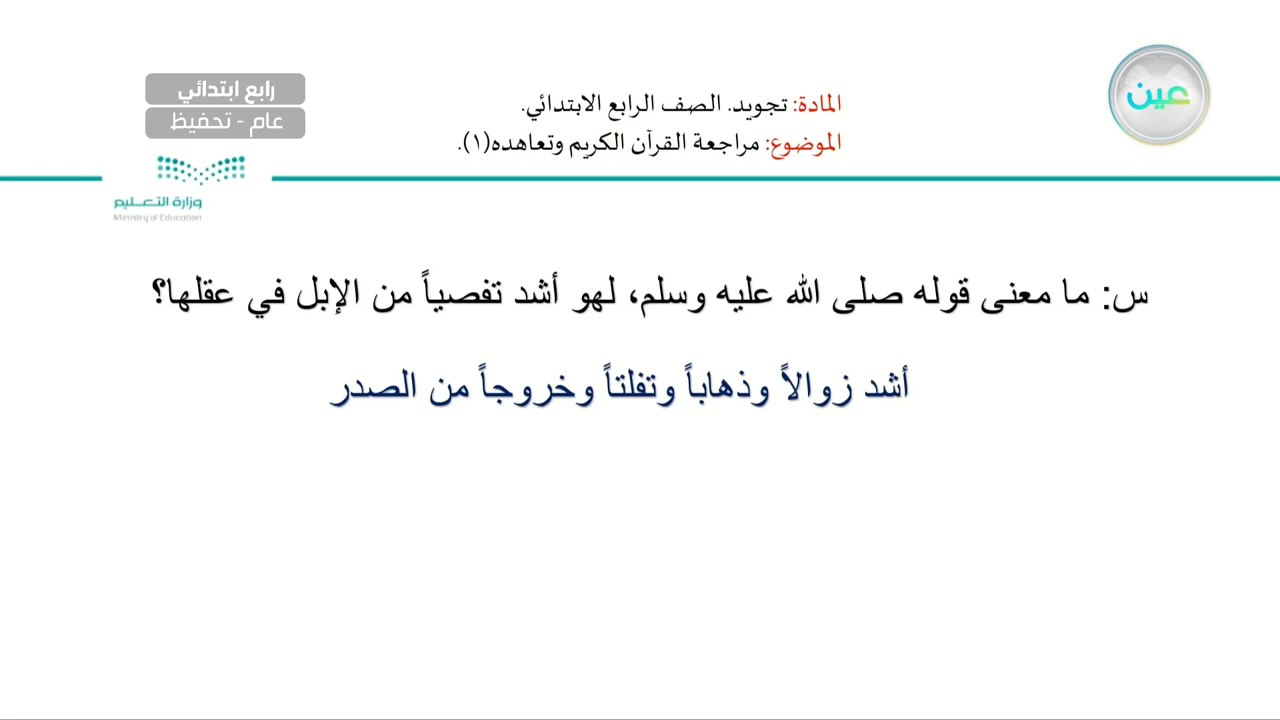 عين
المادة: تجويد. الصف الرابع الابتدائي.
الموضوع: مراجعة القرآن الكريم وتعاهده(١).
رابع ابتدائي
عام - تحفيظ
وزارة التعـــليم
Ministry of Education
س: ما معنى قوله صلى الله عليه وسلم، لهو أشد تفصياً من الإبل في عقلها؟
أشد زوالاً وذهاباً وتفلتاً وخروجاً من الصدر